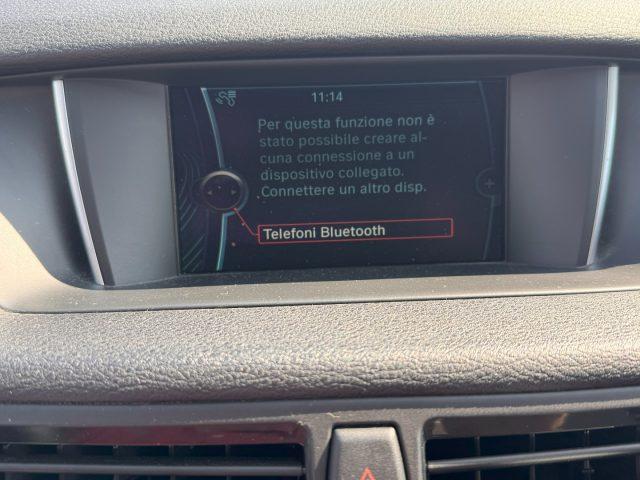 11:14
Per questa funzione non è
stato possibile creare al-
cuna connessione a un
dispositivo collegato.
Connettere un altro disp.
Telefoni Bluetooth